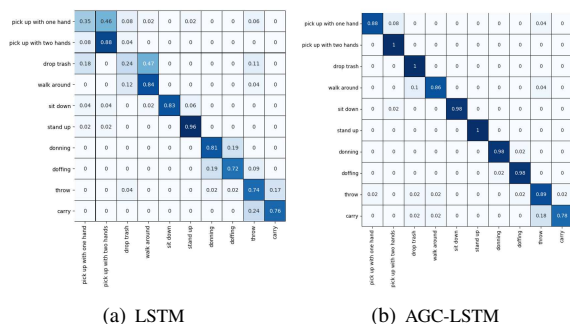 pick up with one hand 0.35 0.46 0.08 0.02 0 0.02 0 0 0.06 0
pick up with two hands 0.08 0.88 0.04 0 0 0 0 0 0 0
drop trash 0.18 0 0.24 0.47 0 0 0 0 0.11 0
walk around 0 0 0.12 0.84 0 0 0 0 0.04 0
sit down 0.04 0.04 0 0.02 0.83 0.06 0 0 0 0
stand up 0.02 0.02 0 0 0 0.96 0 0 0 0
donning 0 0 0 0 0 0 0.81 0.19 0 0
doffing 0 0 0 0 0 0 0.19 0.72 0.09 0
throw 0 0 0.04 0 0 0 0.02 0.02 0.74 0.17
carry 0 0 0 0 0 0 0 0 0.24 0.76
pick up with one hand
pick up with two hands
drop trash
walk around
sit down
stand up
donning
doffing
throw
carry
(a) LSTM
pick up with one hand 0.88 0.08 0 0 0 0 0 0 0.04 0
pick up with two hands 0 1 0 0 0 0 0 0 0 0
drop trash 0 0 1 0 0 0 0 0 0 0
walk around 0 0 0.1 0.86 0 0 0 0 0.04 0
sit down 0 0.02 0 0 0.98 0 0 0 0 0
stand up 0 0 0 0 0 1 0 0 0 0
donning 0 0 0 0 0 0 0.98 0.02 0 0
doffing 0 0 0 0 0 0 0.02 0.98 0 0
throw 0.02 0 0.02 0.02 0 0 0 0.02 0.89 0.02
carry 0 0 0.02 0.02 0 0 0 0 0.18 0.78
pick up with one hand
pick up with two hands
drop trash
walk around
sit down
stand up
donning
doffing
throw
carry
(b) AGC-LSTM